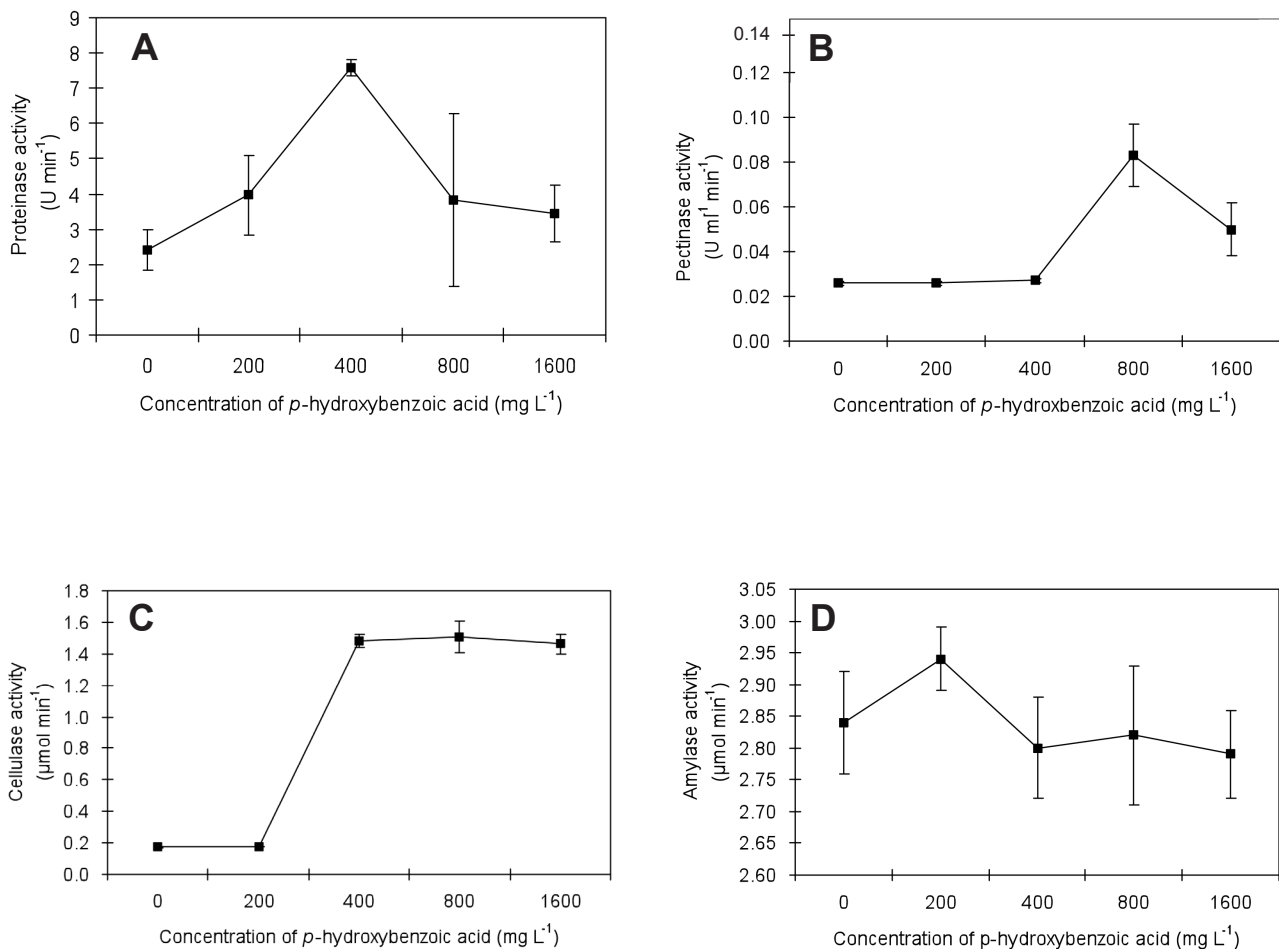 A
Proteinase activity
(U min⁻¹)
9
8
7
6
5
4
3
2
1
0
0 200 400 800 1600
Concentration of p-hydroxybenzoic acid (mg L⁻¹)
B
Pectinase activity
(U ml¹ min⁻¹)
0.14
0.12
0.10
0.08
0.06
0.04
0.02
0.00
0 200 400 800 1600
Concentration of p-hydroxbenzoic acid (mg L⁻¹)
C
Cellulase activity
(µmol min⁻¹)
1.8
1.6
1.4
1.2
1.0
0.8
0.6
0.4
0.2
0.0
0 200 400 800 1600
Concentration of p-hydroxybenzoic acid (mg L⁻¹)
D
Amylase activity
(µmol min⁻¹)
3.05
3.00
2.95
2.90
2.85
2.80
2.75
2.70
2.65
2.60
0 200 400 800 1600
Concentration of p-hydroxybenzoic acid (mg L⁻¹)